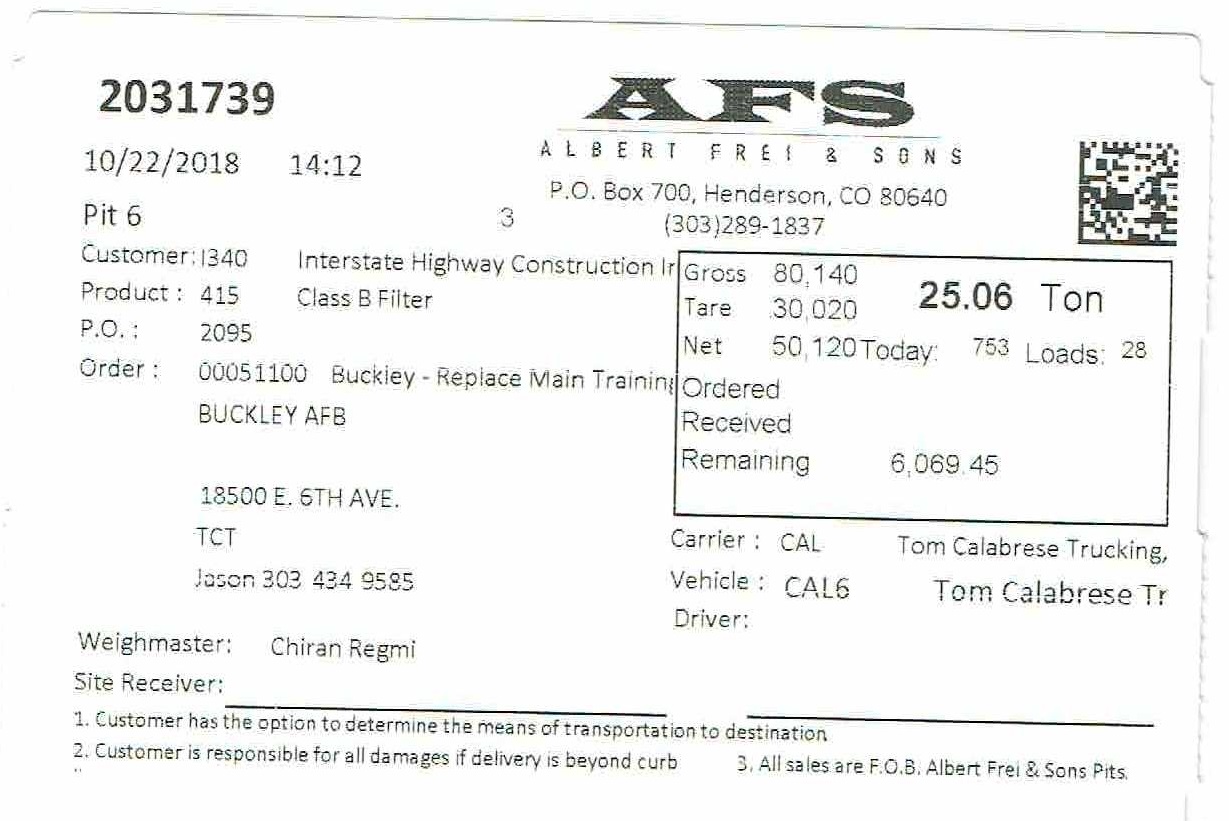 2031739
AFS
ALBERT FREI & SONS
10/22/2018 14:12
P.O. Box 700, Henderson, CO 80640
Pit 6 3 (303)289-1837
Customer: I340 Interstate Highway Construction Ir
Product : 415 Class B Filter
P.O. : 2095
Order : 00051100 Buckley - Replace Main Training
BUCKLEY AFB
18500 E. 6TH AVE.
TCT
Jason 303 434 9585
Gross 80,140 25.06 Ton
Tare 30,020
Net 50,120 Today: 753 Loads: 28
Ordered
Received
Remaining 6,069.45
Carrier : CAL Tom Calabrese Trucking,
Vehicle : CAL6 Tom Calabrese Tr
Driver:
Weighmaster: Chiran Regmi
Site Receiver:
1. Customer has the option to determine the means of transportation to destination
2. Customer is responsible for all damages if delivery is beyond curb 3. All sales are F.O.B. Albert Frei & Sons Pits.